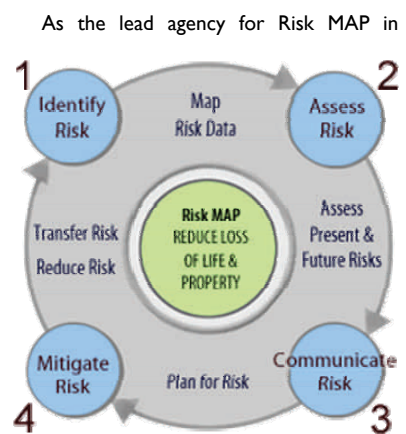 As the lead agency for Risk MAP in
1
Identify
Risk
Map
Risk Data
2
Assess
Risk
Assess
Present &
Future Risks
Communicate
Risk
3
Plan for Risk
Mitigate
Risk
4
Transfer Risk
Reduce Risk
Risk MAP
REDUCE LOSS
OF LIFE &
PROPERTY